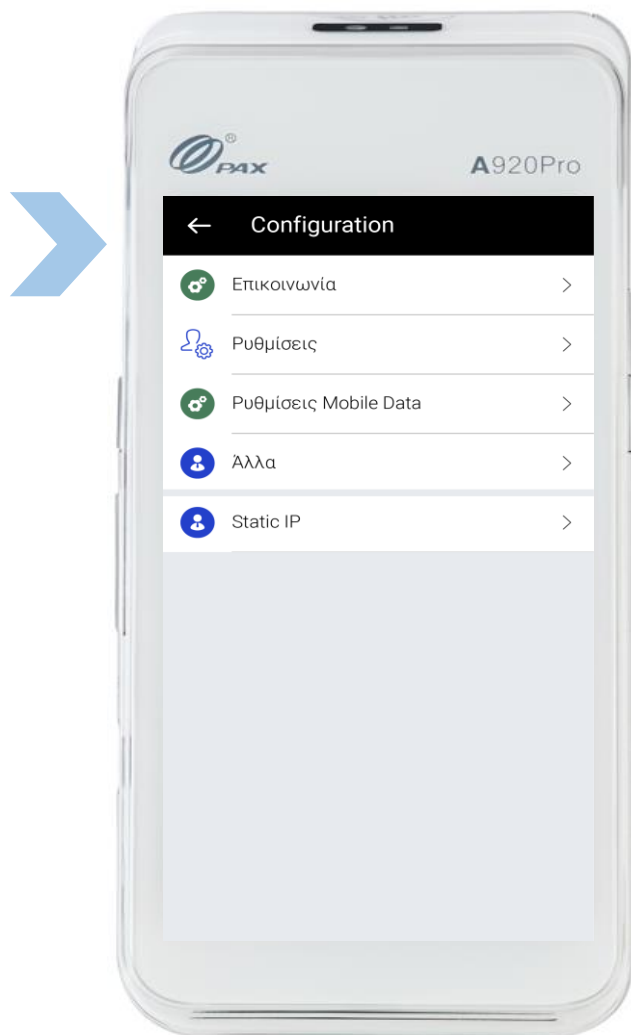 PAX
A920Pro
Configuration
Επικοινωνία
Ρυθμίσεις
Ρυθμίσεις Mobile Data
Άλλα
Static IP